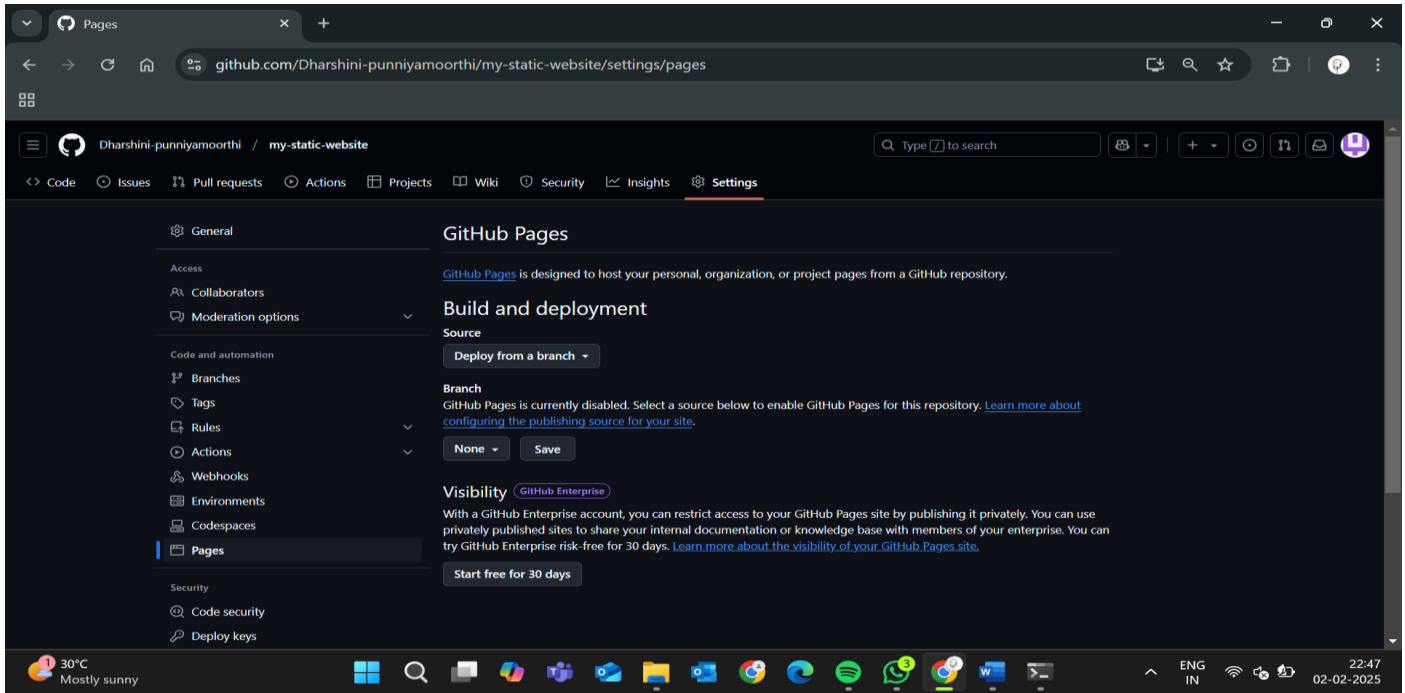 Pages
github.com/Dharshini-punniyamoorthi/my-static-website/settings/pages
Dharshini-punniyamoorthi / my-static-website
Type / to search
Code Issues Pull requests Actions Projects Wiki Security Insights Settings
General
Access
Collaborators
Moderation options
Code and automation
Branches
Tags
Rules
Actions
Webhooks
Environments
Codespaces
Pages
Security
Code security
Deploy keys
GitHub Pages
GitHub Pages is designed to host your personal, organization, or project pages from a GitHub repository.
Build and deployment
Source
Deploy from a branch
Branch
GitHub Pages is currently disabled. Select a source below to enable GitHub Pages for this repository. Learn more about
configuring the publishing source for your site.
None Save
Visibility GitHub Enterprise
With a GitHub Enterprise account, you can restrict access to your GitHub Pages site by publishing it privately. You can use
privately published sites to share your internal documentation or knowledge base with members of your enterprise. You can
try GitHub Enterprise risk-free for 30 days. Learn more about the visibility of your GitHub Pages site.
Start free for 30 days
1
30°C
Mostly sunny
3
W
ENG
IN
22:47
02-02-2025